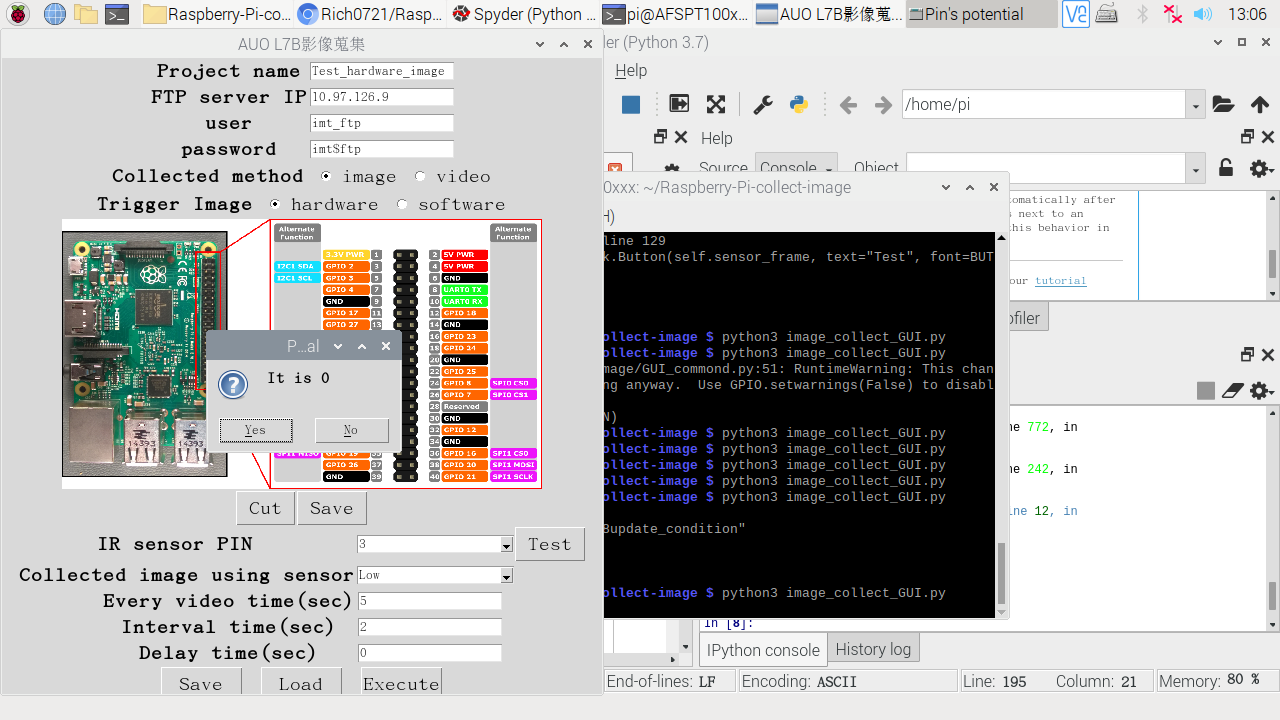 Raspberry-Pi-co... Rich0721/Rasp... Spyder (Python ... pi@AFSPT100x... AUO L7B影像蒐... Pin's potential 13:06
AUO L7B影像蒐集
Project name Test_hardware_image
FTP server IP 10.97.126.9
user imt_ftp
password imt$ftp
Collected method image video
Trigger Image hardware software
Alternate Function
Alternate Function
3.3V PWR 1 2 5V PWR
I2C1 SDA GPIO 2 3 4 5V PWR
I2C1 SCL GPIO 3 5 6 GND
GPIO 4 7 8 UART0 TX
GND 9 10 UART0 RX
GPIO 17 11 12 GPIO 18
GPIO 27 13 14 GND
16 GPIO 23
18 GPIO 24
20 GND
22 GPIO 25
24 GPIO 8 SPI0 CS0
26 GPIO 7 SPI0 CS1
28 Reserved
30 GND
32 GPIO 12
34 GND
SPI1 MISO GPIO 19 35 36 GPIO 16 SPI1 CS0
GPIO 26 37 38 GPIO 20 SPI1 MOSI
GND 39 40 GPIO 21 SPI1 SCLK
P...al
It is 0
Yes No
Cut Save
IR sensor PIN 3 Test
Collected image using sensor Low
Every video time(sec) 5
Interval time(sec) 2
Delay time(sec) 0
Save Load Execute
der (Python 3.7)
Help
/home/pi
Help
Source Console Object
omatically after
s next to an
this behavior in
your tutorial
ofiler
0xxx: ~/Raspberry-Pi-collect-image
H)
line 129
k.Button(self.sensor_frame, text="Test", font=BUT
ollect-image $ python3 image_collect_GUI.py
ollect-image $ python3 image_collect_GUI.py
mage/GUI_commond.py:51: RuntimeWarning: This chan
ng anyway.  Use GPIO.setwarnings(False) to disabl
N)
ollect-image $ python3 image_collect_GUI.py
ollect-image $ python3 image_collect_GUI.py
ollect-image $ python3 image_collect_GUI.py
ollect-image $ python3 image_collect_GUI.py
ollect-image $ python3 image_collect_GUI.py
8update_condition"
ollect-image $ python3 image_collect_GUI.py
ne 772, in
ne 242, in
ine 12, in
In [8]:
IPython console History log
End-of-lines: LF Encoding: ASCII Line: 195 Column: 21 Memory: 80 %